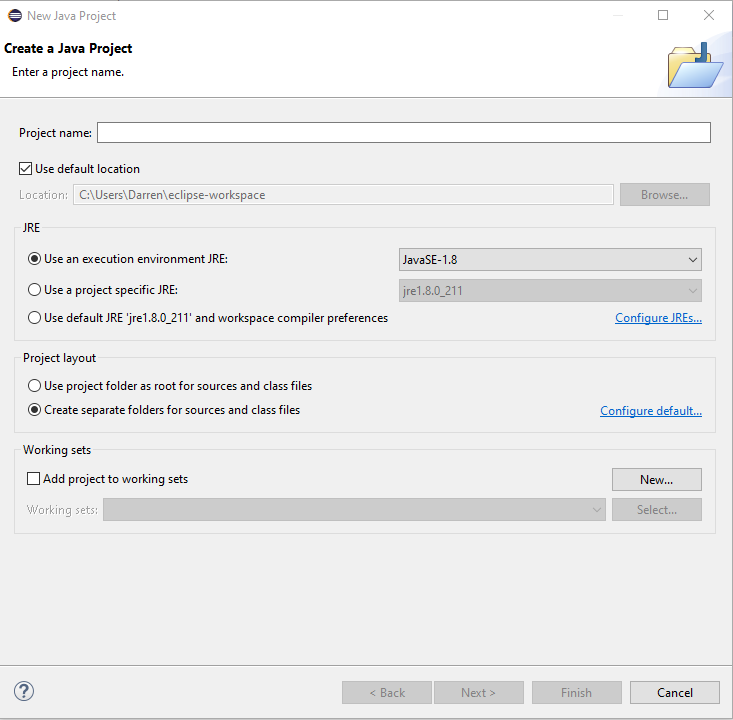 New Java Project
Create a Java Project
Enter a project name.
Project name:
Use default location
Location: C:\Users\Darren\eclipse-workspace Browse...
JRE
Use an execution environment JRE: JavaSE-1.8
Use a project specific JRE: jre1.8.0_211
Use default JRE 'jre1.8.0_211' and workspace compiler preferences Configure JREs...
Project layout
Use project folder as root for sources and class files
Create separate folders for sources and class files Configure default...
Working sets
Add project to working sets New...
Working sets: Select...
? < Back Next > Finish Cancel